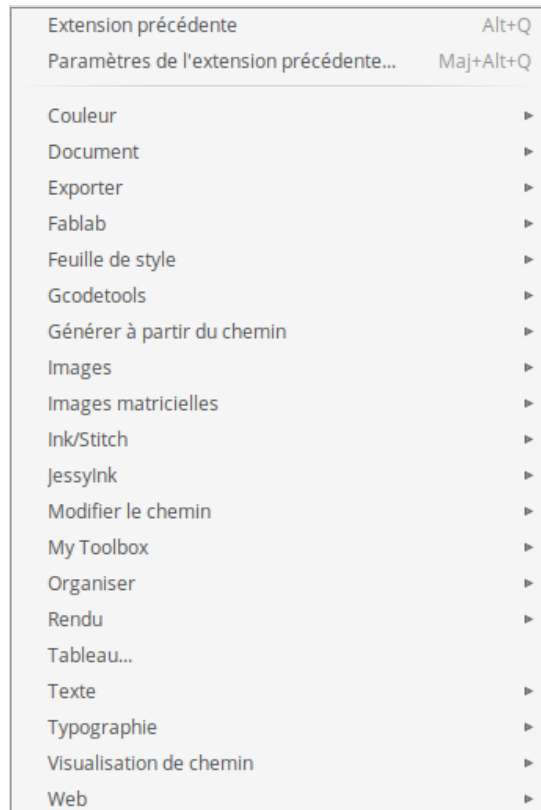 Extension précédente Alt+Q
Paramètres de l'extension précédente... Maj+Alt+Q
Couleur
Document
Exporter
Fablab
Feuille de style
Gcodetools
Générer à partir du chemin
Images
Images matricielles
Ink/Stitch
JessyInk
Modifier le chemin
My Toolbox
Organiser
Rendu
Tableau...
Texte
Typographie
Visualisation de chemin
Web